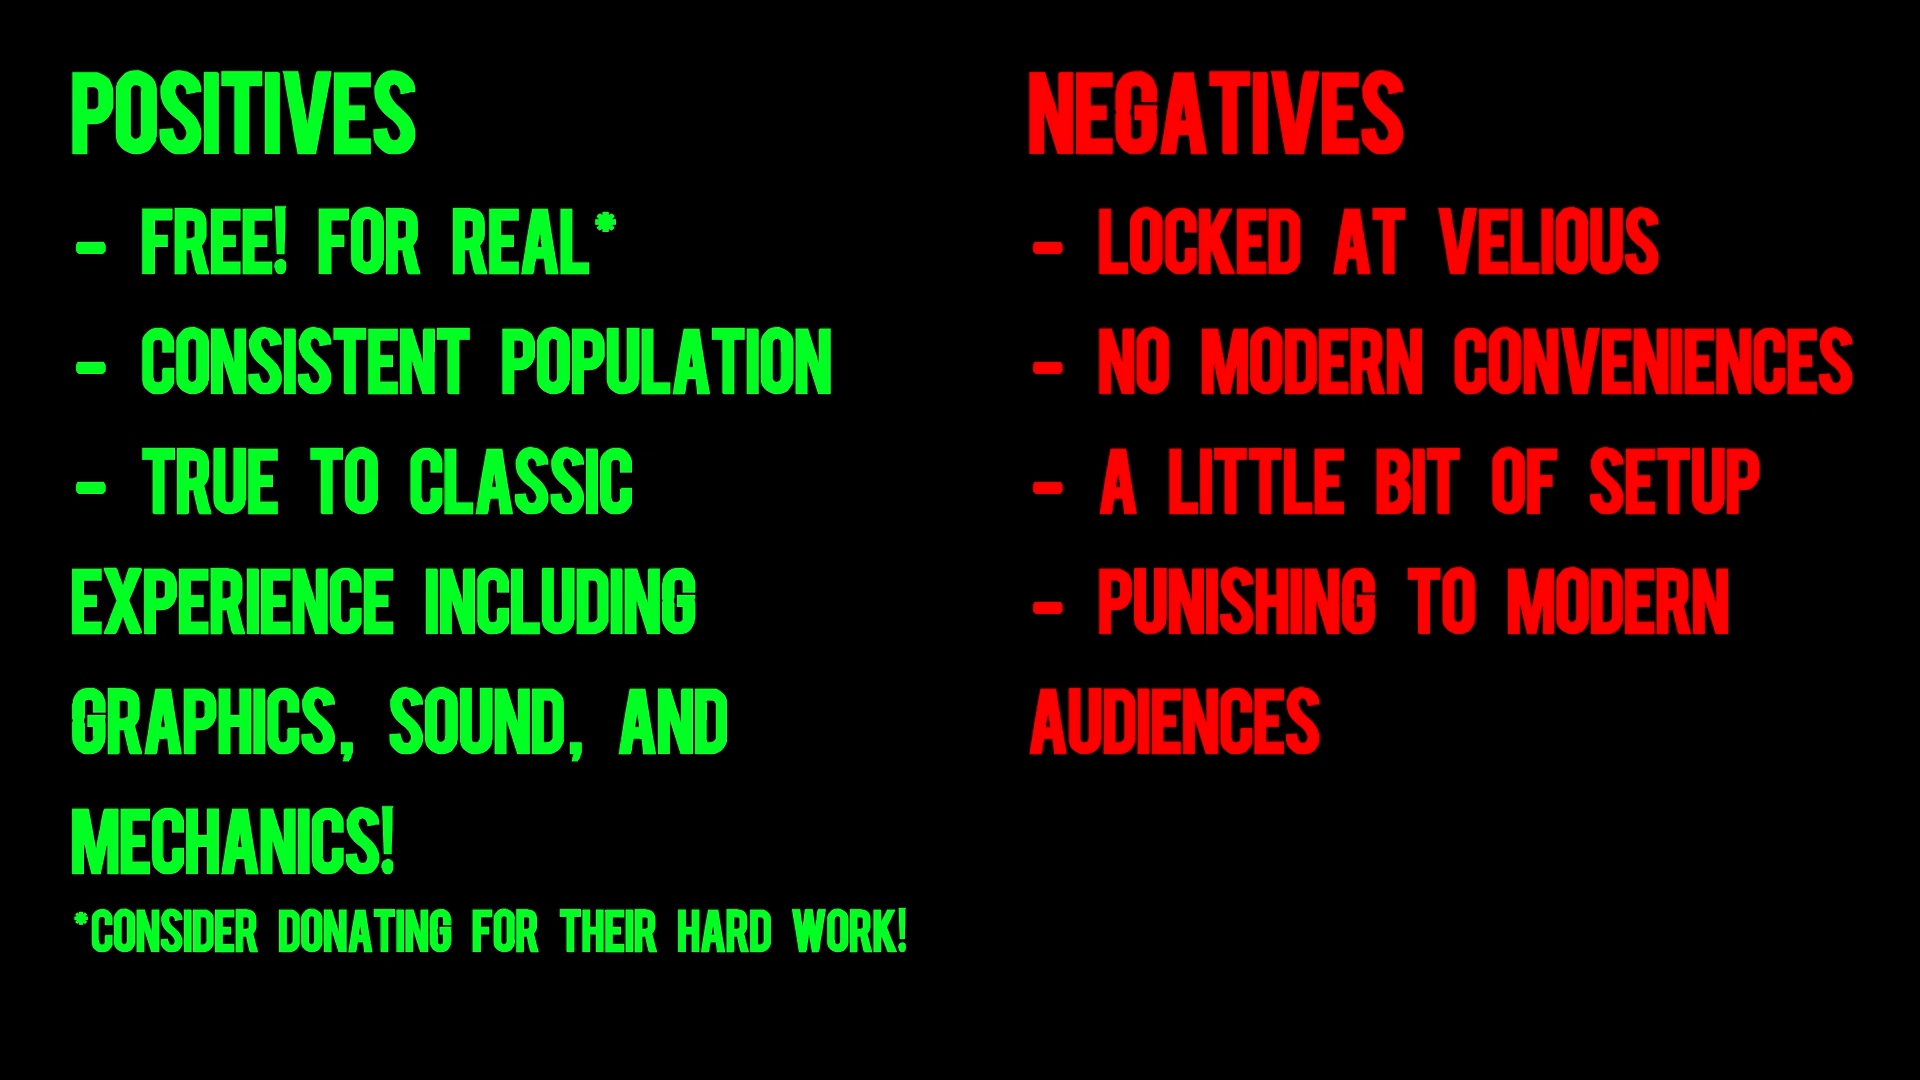 POSITIVES
- FREE! FOR REAL*
- CONSISTENT POPULATION
- TRUE TO CLASSIC
EXPERIENCE INCLUDING
GRAPHICS, SOUND, AND
MECHANICS!
*CONSIDER DONATING FOR THEIR HARD WORK!
NEGATIVES
- LOCKED AT VELIOUS
- NO MODERN CONVENIENCES
- A LITTLE BIT OF SETUP
- PUNISHING TO MODERN
AUDIENCES